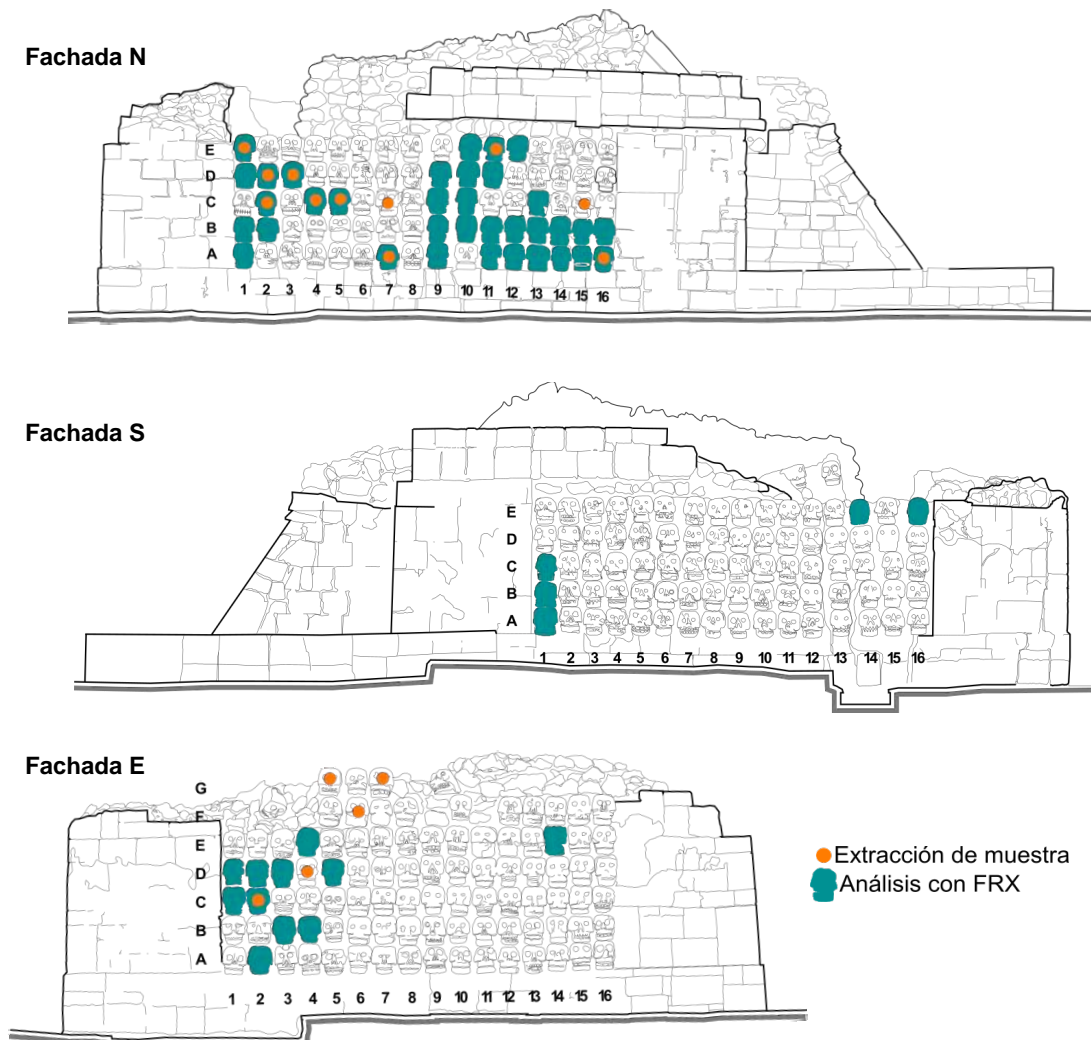 Fachada N
E
D
C
B
A
1 2 3 4 5 6 7 8 9 10 11 12 13 14 15 16
Fachada S
E
D
C
B
A
1 2 3 4 5 6 7 8 9 10 11 12 13 14 15 16
Fachada E
G
F
E
D
C
B
A
1 2 3 4 5 6 7 8 9 10 11 12 13 14 15 16
Extracción de muestra
Análisis con FRX